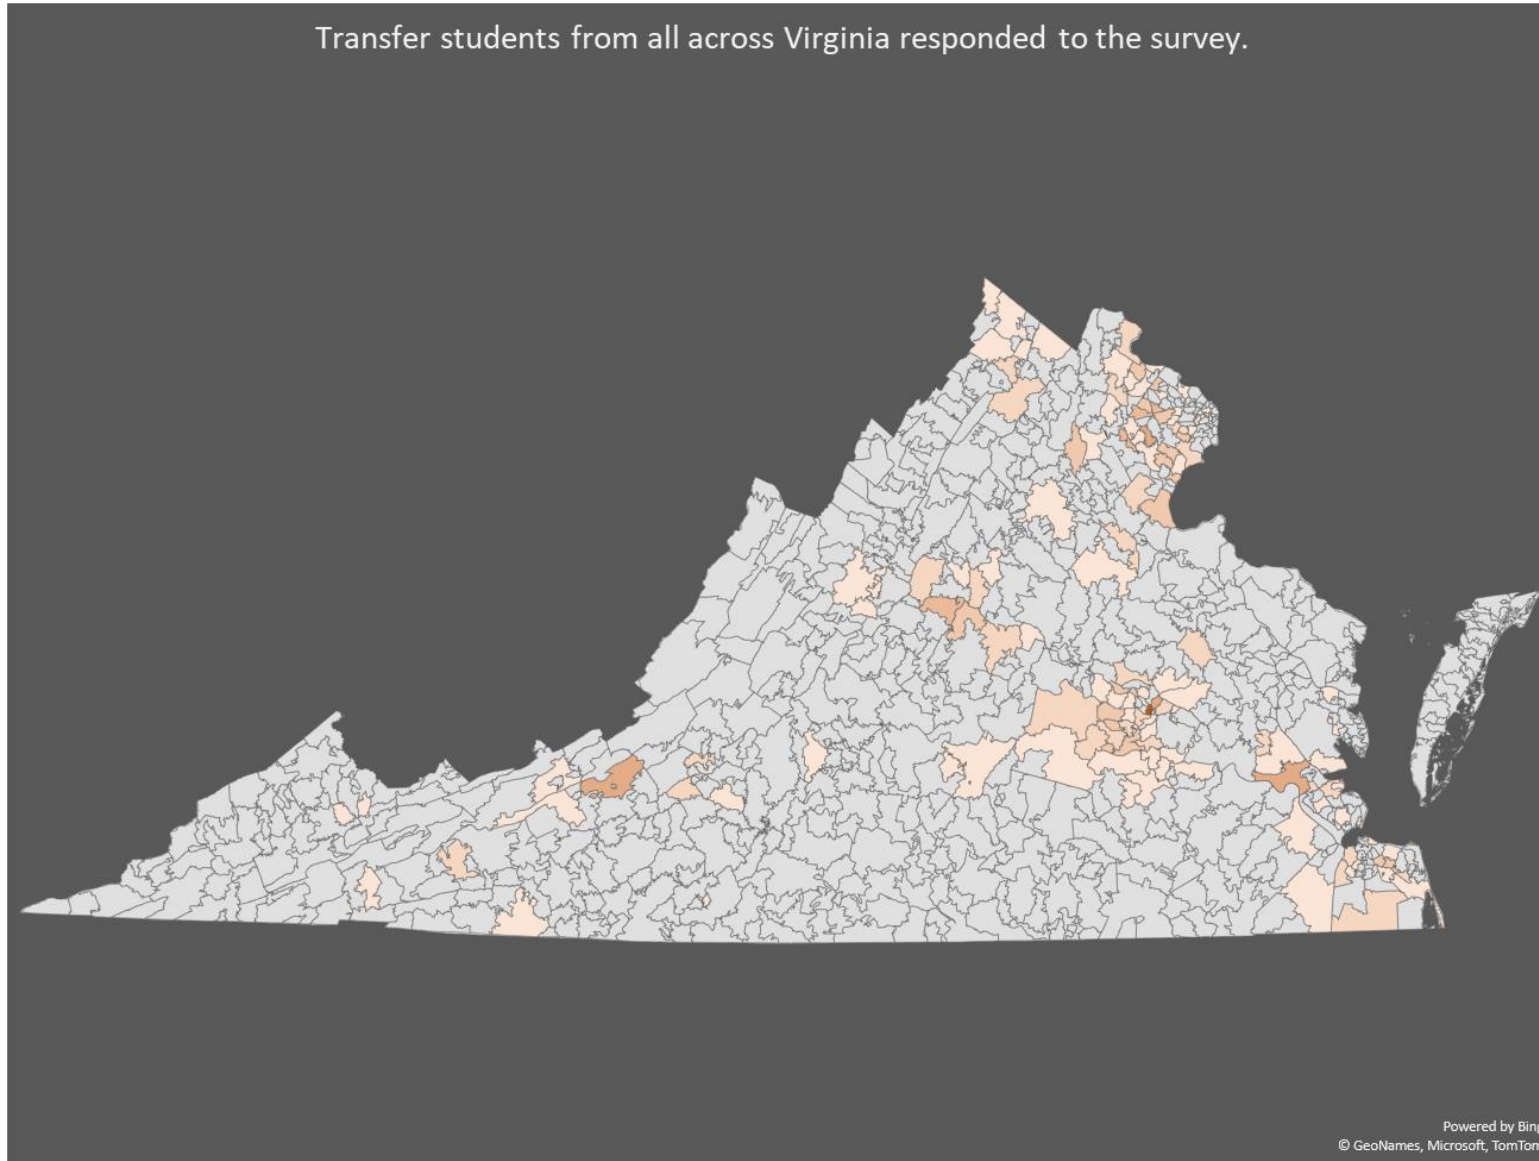 Transfer students from all across Virginia responded to the survey.
Powered by Bing
© GeoNames, Microsoft, TomTom